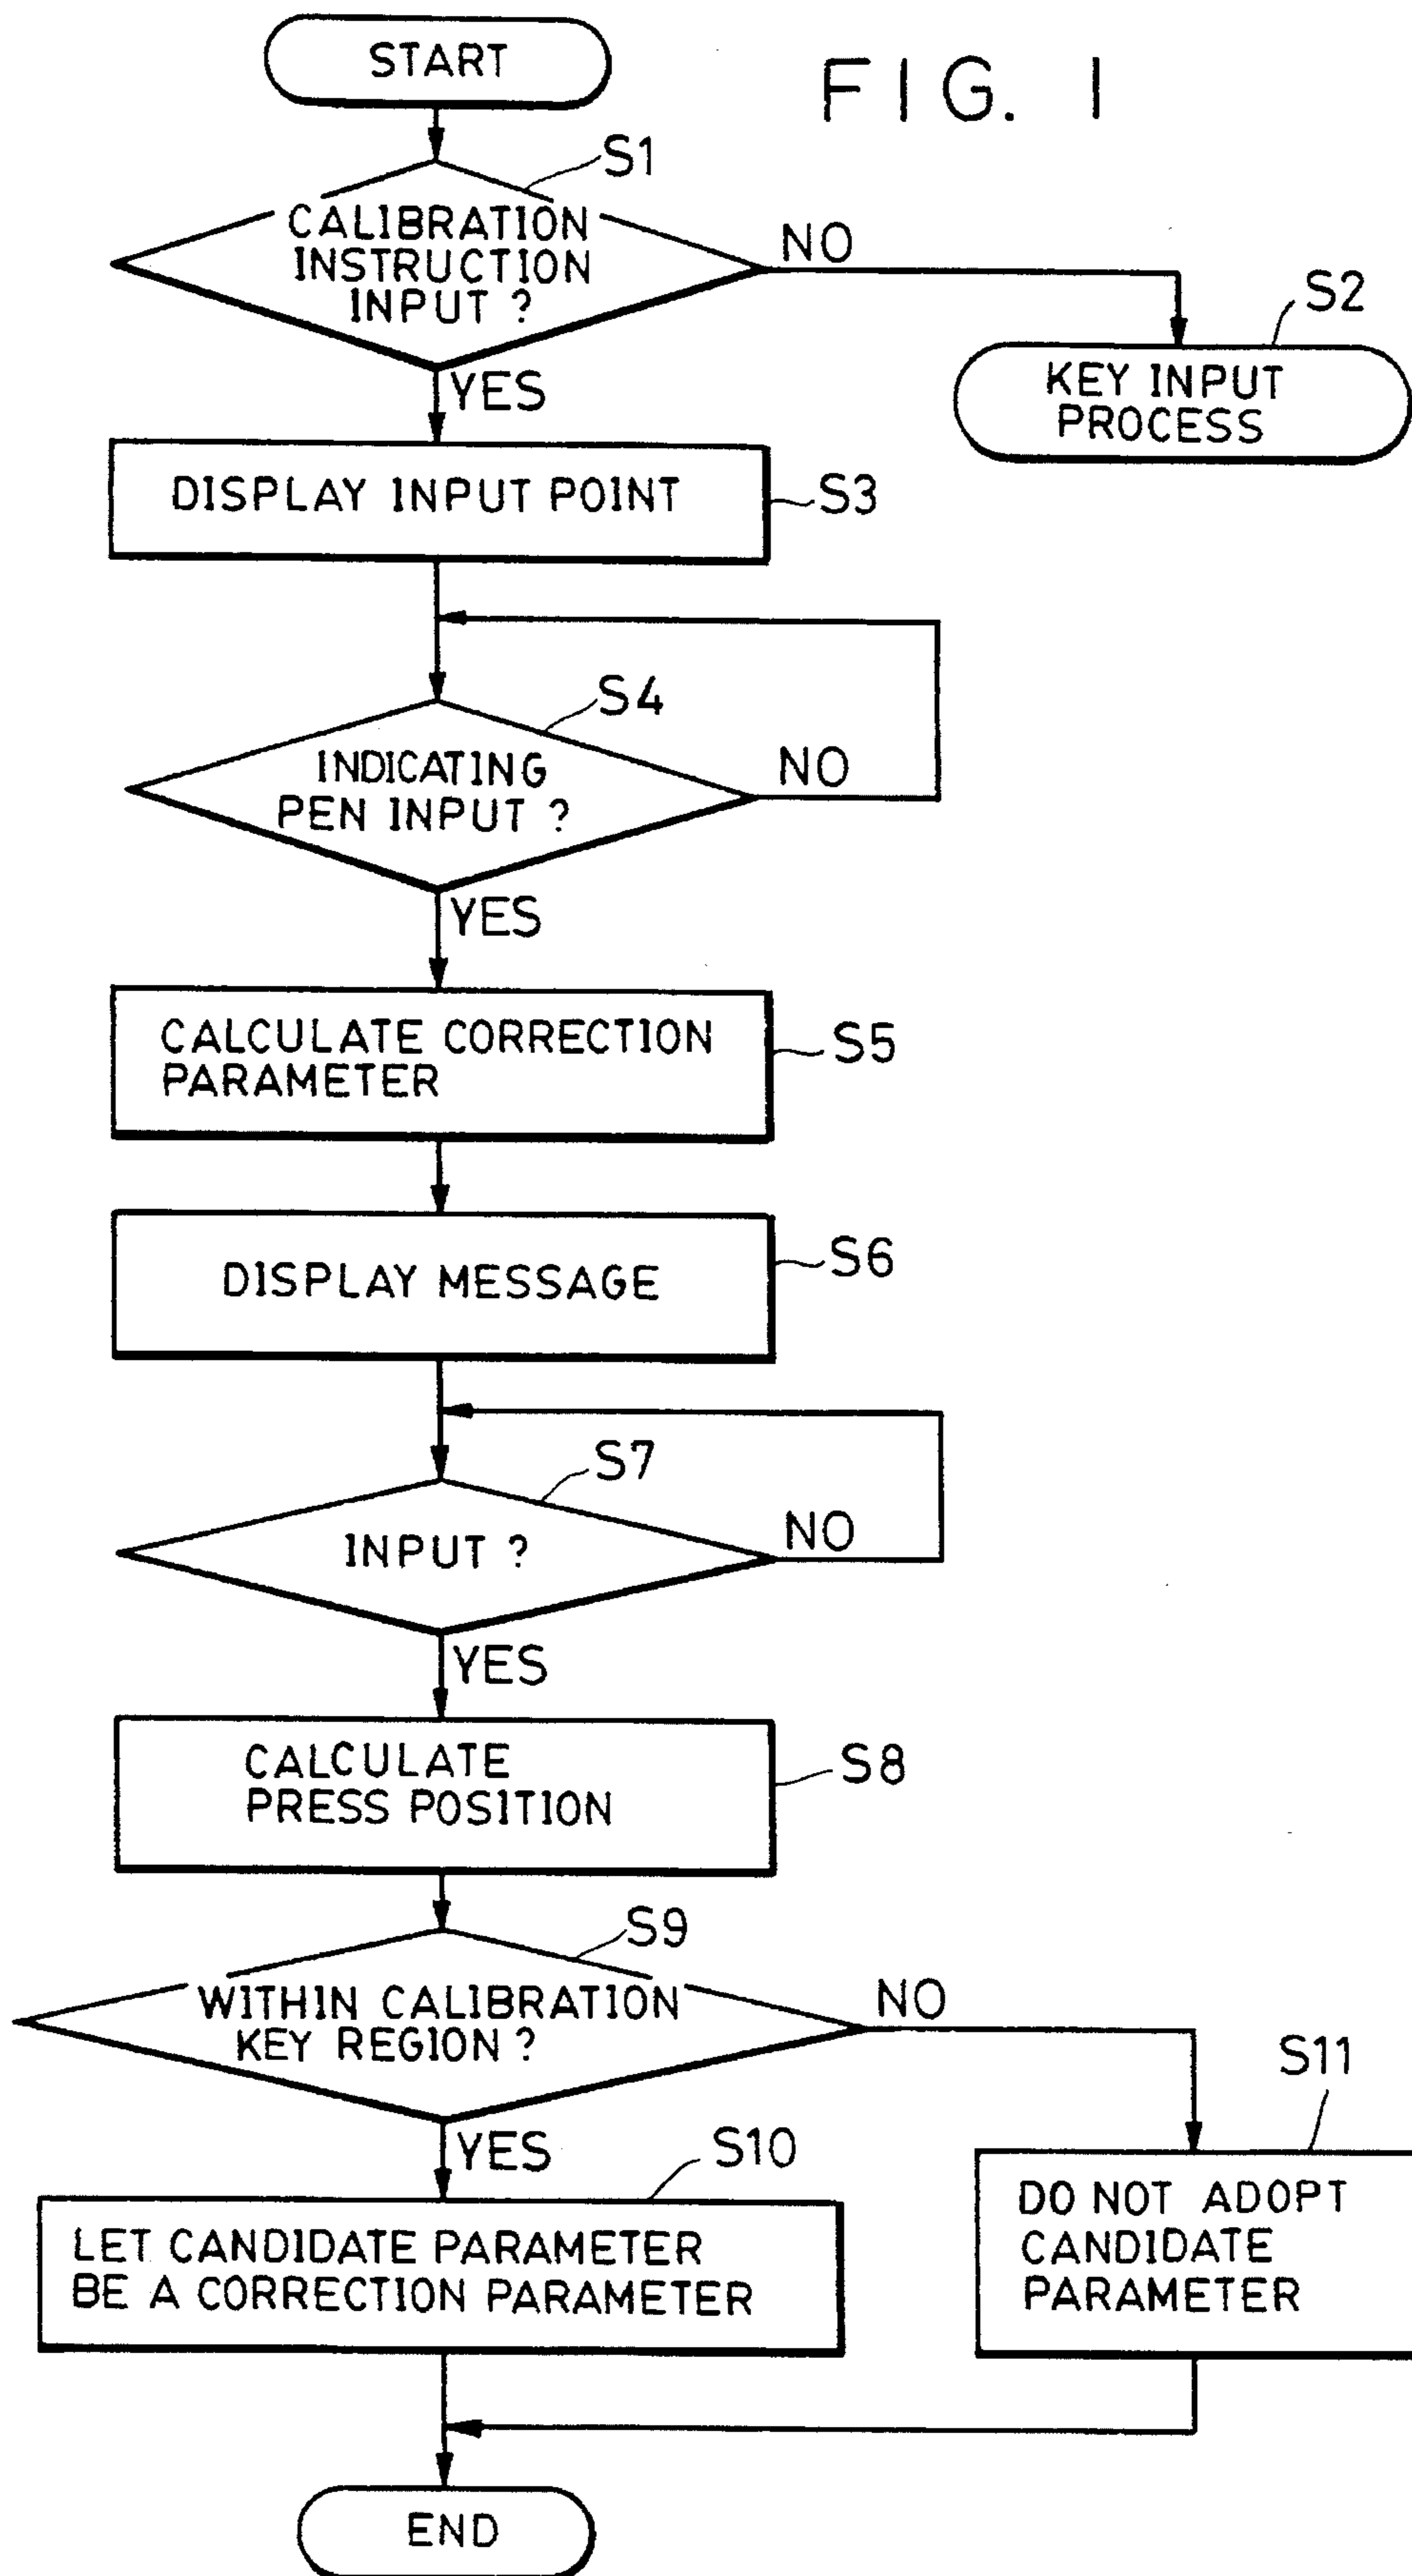 START
FIG. 1
S1
CALIBRATION
INSTRUCTION
INPUT ?
NO
S2
KEY INPUT
PROCESS
YES
DISPLAY INPUT POINT
S3
S4
INDICATING
PEN INPUT ?
NO
YES
CALCULATE CORRECTION
PARAMETER
S5
DISPLAY MESSAGE
S6
S7
INPUT ?
NO
YES
CALCULATE
PRESS POSITION
S8
S9
WITHIN CALIBRATION
KEY REGION ?
NO
S11
YES
S10
DO NOT ADOPT
CANDIDATE
PARAMETER
LET CANDIDATE PARAMETER
BE A CORRECTION PARAMETER
END